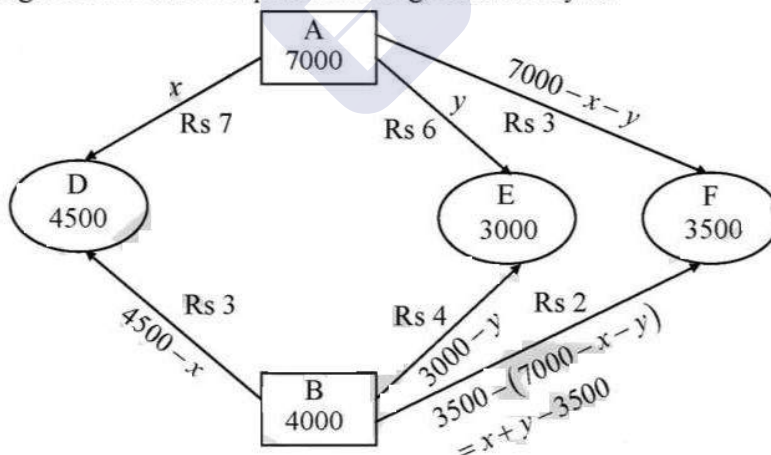 A
7000
x
Rs 7
y
Rs 6
7000 – x – y
Rs 3
D
4500
E
3000
F
3500
Rs 3
4500 – x
Rs 4
3000 – y
Rs 2
3500 – (7000 – x – y)
= x + y – 3500
B
4000